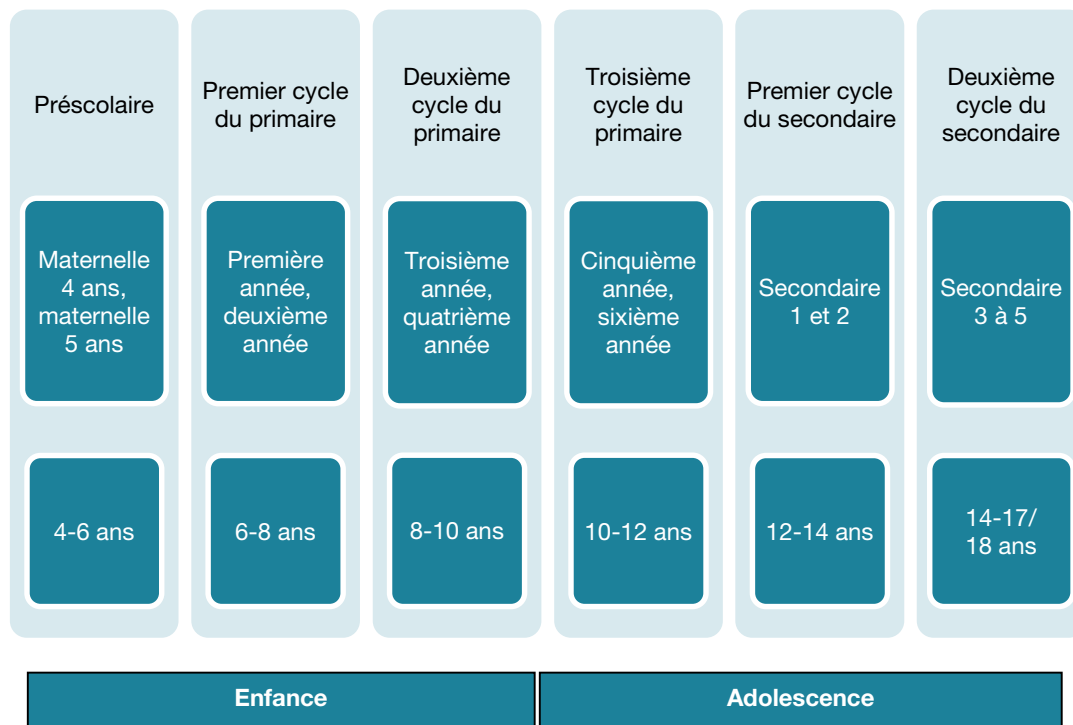 Préscolaire
Premier cycle
du primaire
Deuxième
cycle du
primaire
Troisième
cycle du
primaire
Premier cycle
du secondaire
Deuxième
cycle du
secondaire
Maternelle
4 ans,
maternelle
5 ans
Première
année,
deuxième
année
Troisième
année,
quatrième
année
Cinquième
année,
sixième
année
Secondaire
1 et 2
Secondaire
3 à 5
4-6 ans
6-8 ans
8-10 ans
10-12 ans
12-14 ans
14-17/
18 ans
Enfance
Adolescence